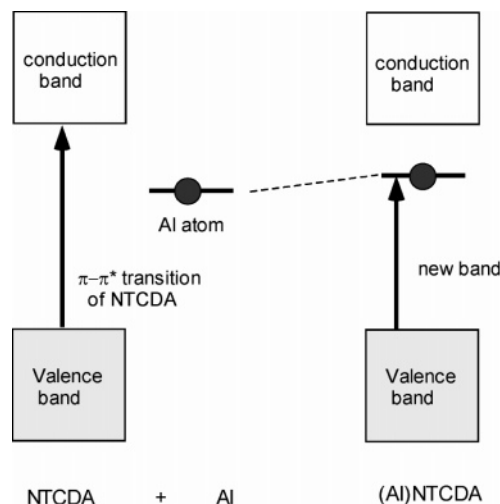 conduction
band
conduction
band
Al atom
π–π* transition
of NTCDA
new band
Valence
band
Valence
band
NTCDA + Al
(Al)NTCDA